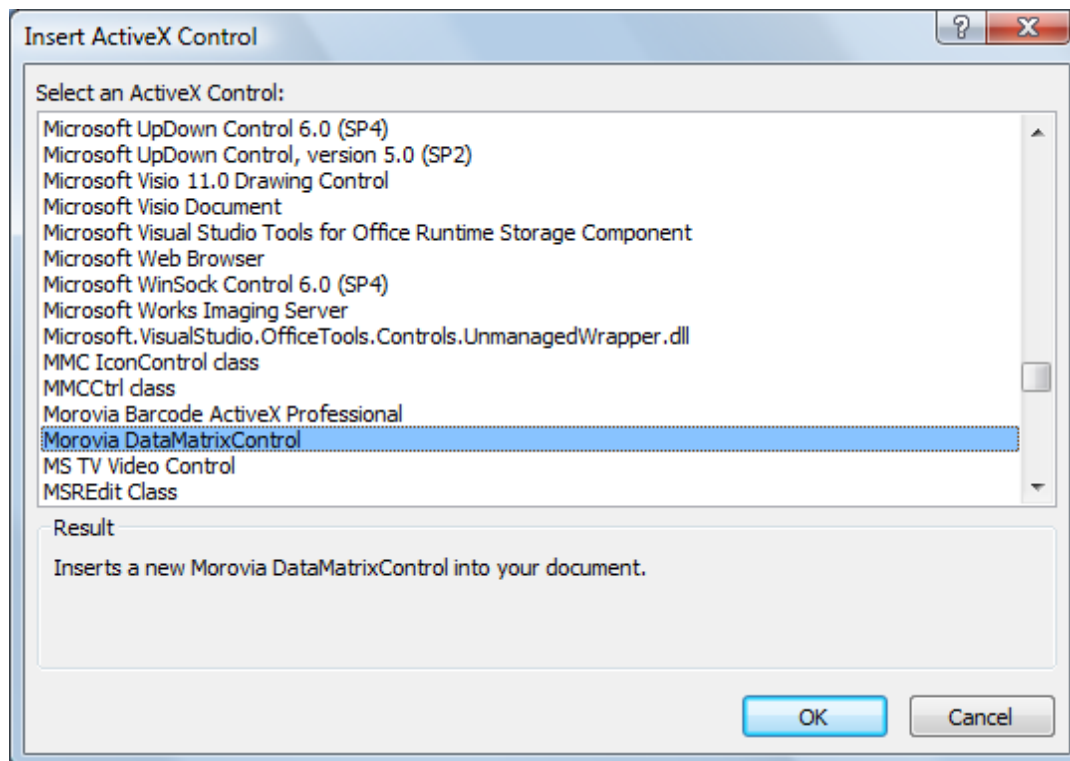 Insert ActiveX Control
Select an ActiveX Control:
Microsoft UpDown Control 6.0 (SP4)
Microsoft UpDown Control, version 5.0 (SP2)
Microsoft Visio 11.0 Drawing Control
Microsoft Visio Document
Microsoft Visual Studio Tools for Office Runtime Storage Component
Microsoft Web Browser
Microsoft WinSock Control 6.0 (SP4)
Microsoft Works Imaging Server
Microsoft.VisualStudio.OfficeTools.Controls.UnmanagedWrapper.dll
MMC IconControl class
MMCCtrl class
Morovia Barcode ActiveX Professional
Morovia DataMatrixControl
MS TV Video Control
MSREdit Class
Result
Inserts a new Morovia DataMatrixControl into your document.
OK Cancel